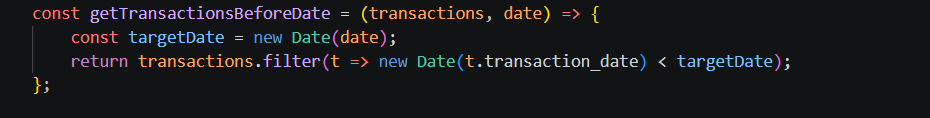 const getTransactionsBeforeDate = (transactions, date) => {
    const targetDate = new Date(date);
    return transactions.filter(t => new Date(t.transaction_date) < targetDate);
};